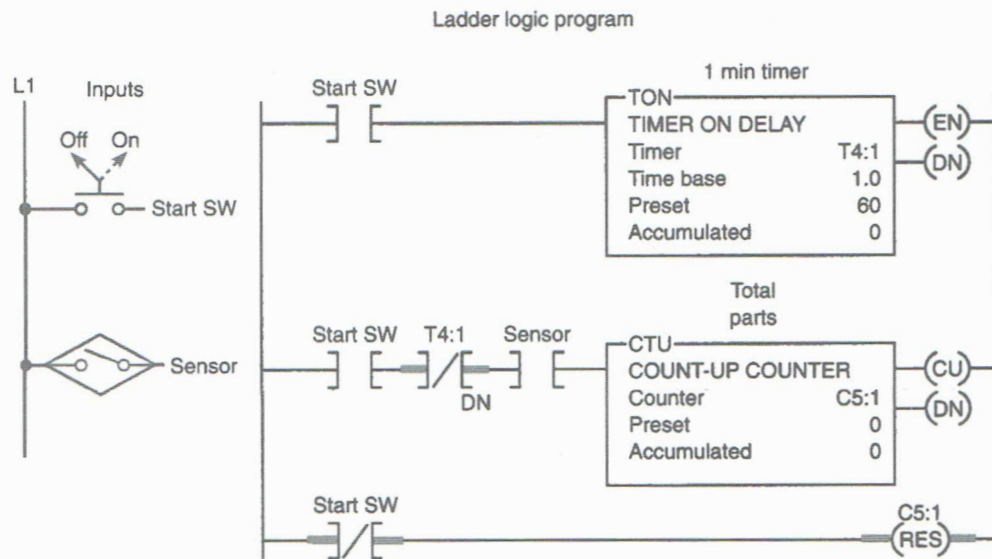 Ladder logic program
L1
Inputs
Off On
Start SW
Sensor
Start SW
1 min timer
TON
TIMER ON DELAY
Timer T4:1
Time base 1.0
Preset 60
Accumulated 0
EN
DN
Start SW
T4:1
DN
Sensor
Total
parts
CTU
COUNT-UP COUNTER
Counter C5:1
Preset 0
Accumulated 0
CU
DN
Start SW
C5:1
RES